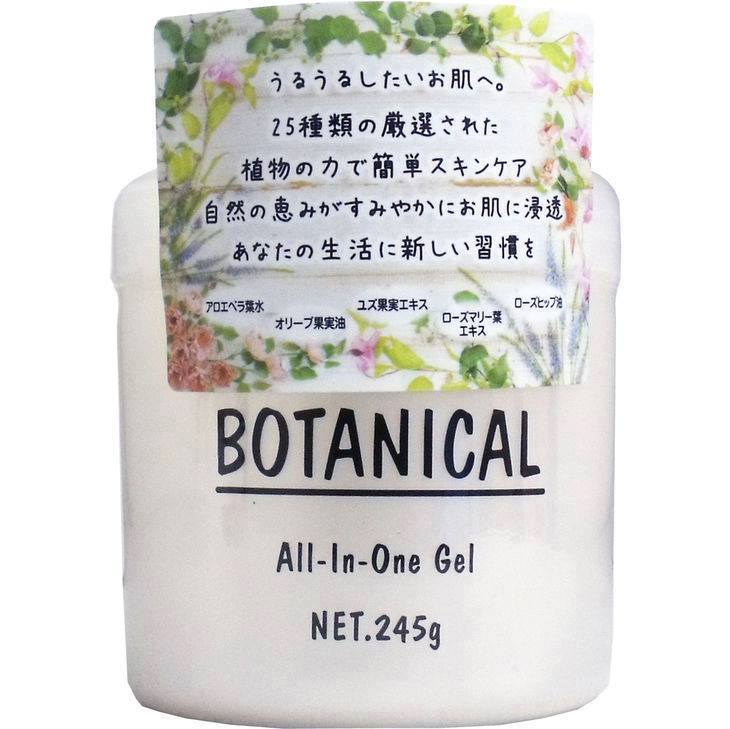 うるうるしたいお肌へ。
25種類の厳選された
植物の力で簡単スキンケア
自然の恵みがすみやかにお肌に浸透
あなたの生活に新しい習慣を
アロエベラ葉水
オリーブ果実油
ユズ果実エキス
ローズマリー葉
エキス
ローズヒップ油
BOTANICAL
All-In-One Gel
NET.245g